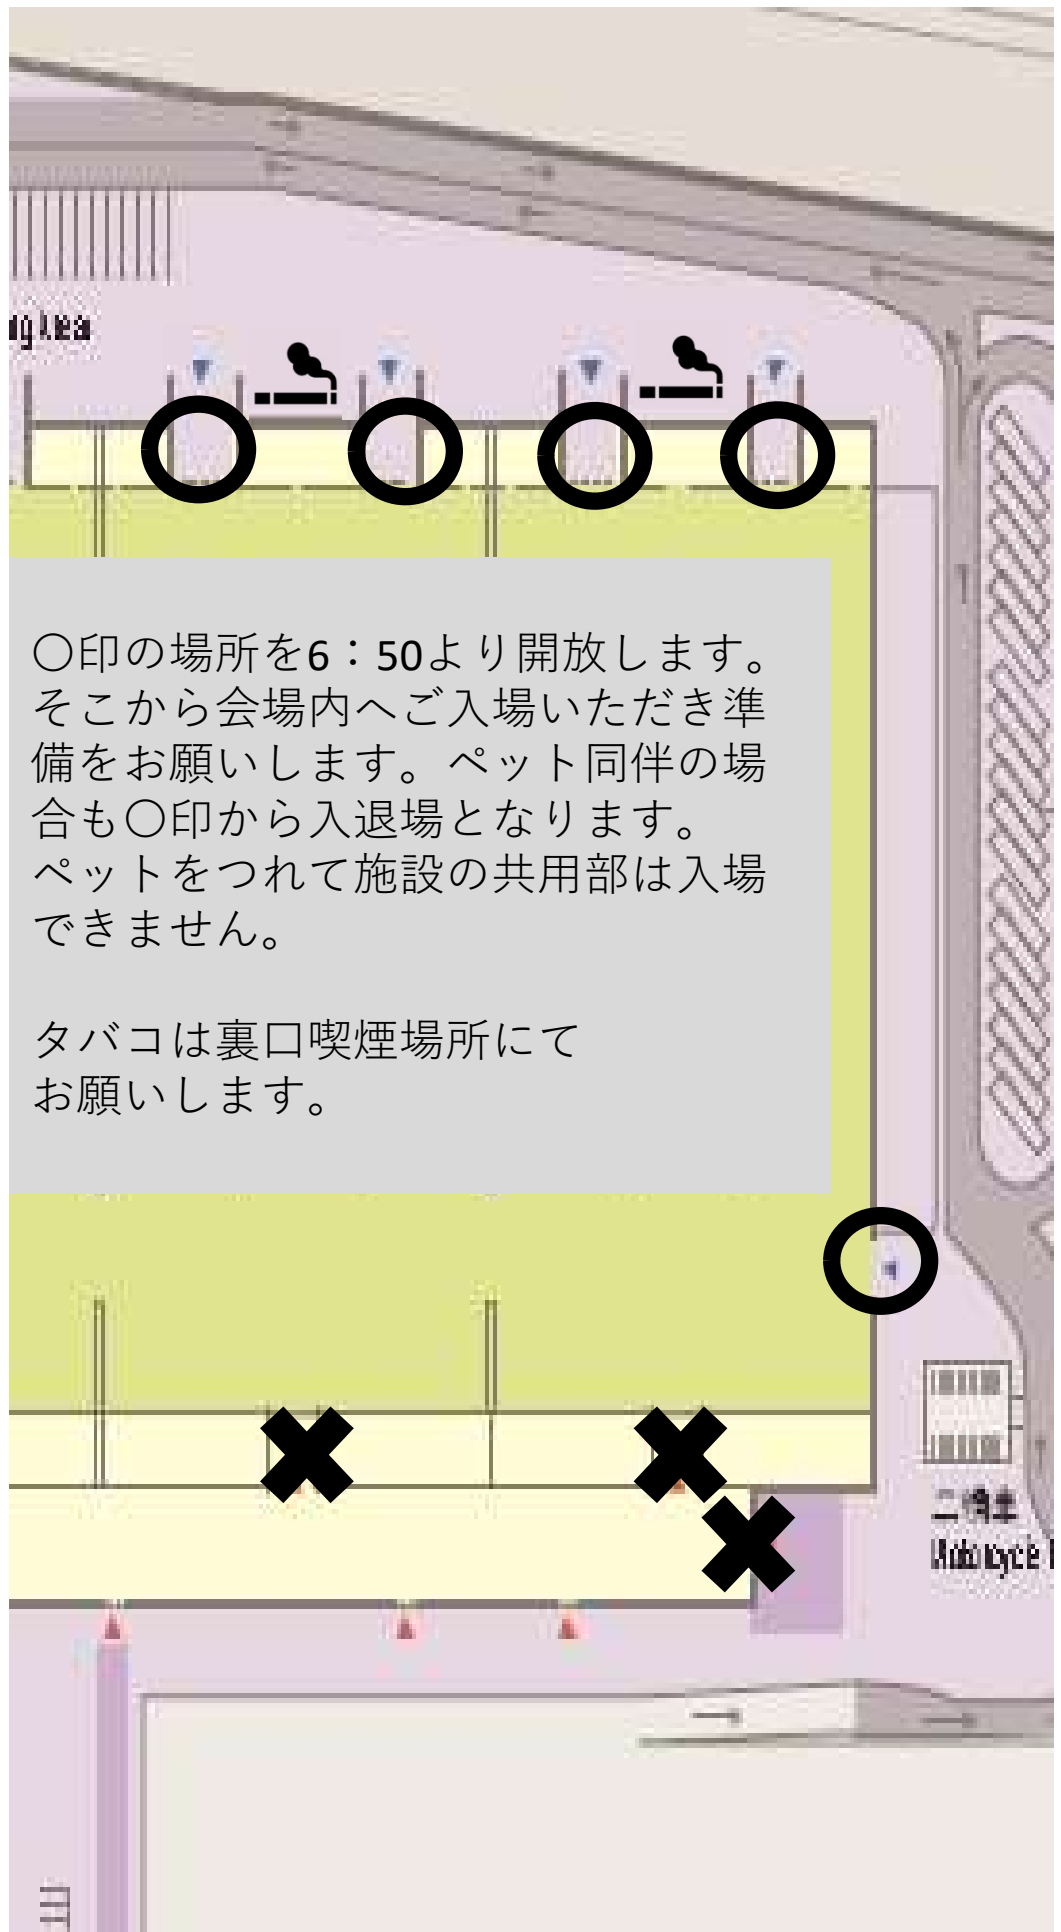 〇印の場所を6：50より開放します。
そこから会場内へご入場いただき準
備をお願いします。ペット同伴の場
合も〇印から入退場となります。
ペットをつれて施設の共用部は入場
できません。
タバコは裏口喫煙場所にて
お願いします。
二輪車
Motorcycle